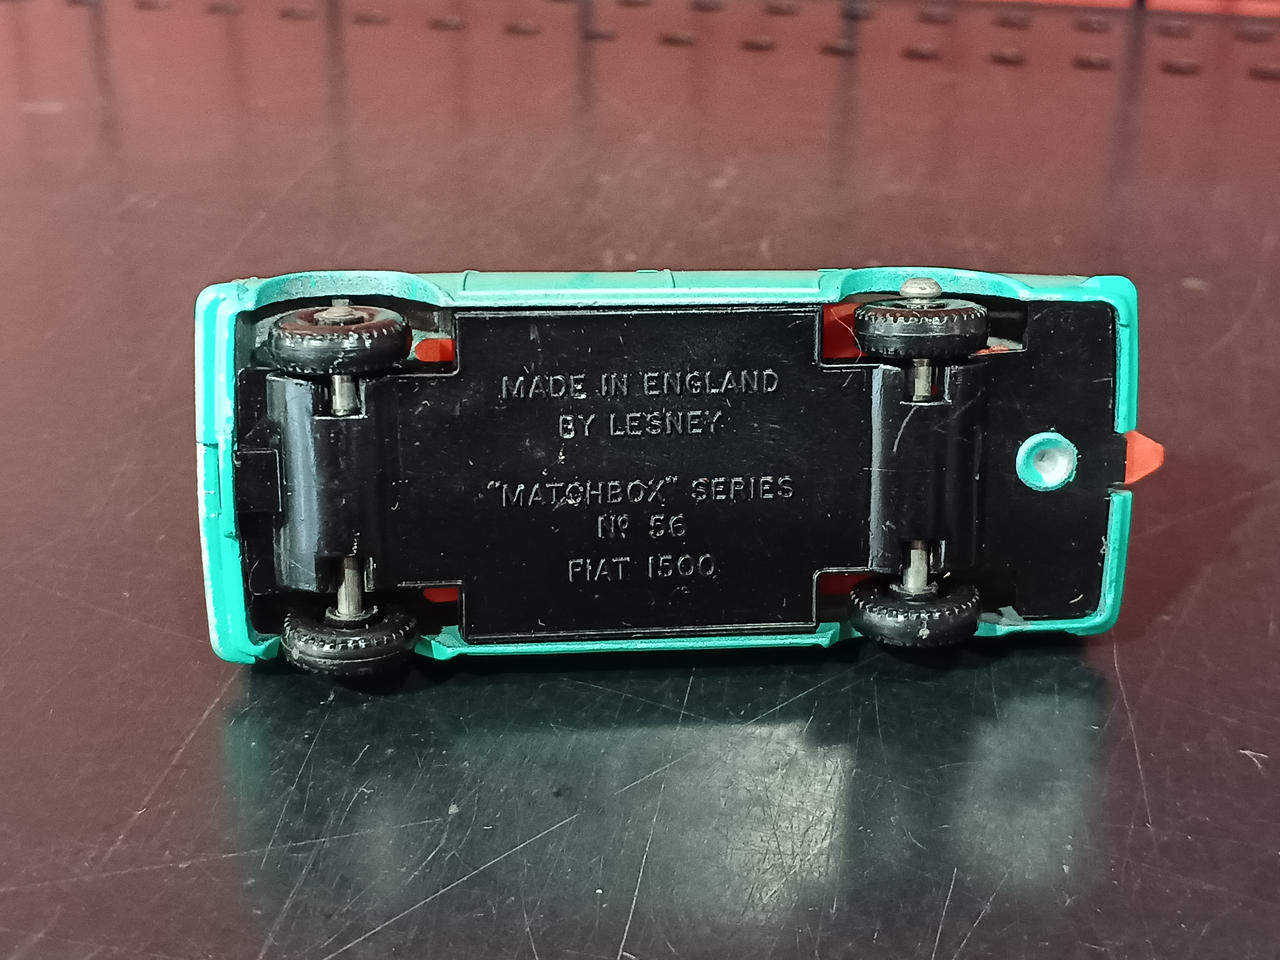 MADE IN ENGLAND
BY LESNEY
"MATCHBOX" SERIES
Nº 56
FIAT 1500